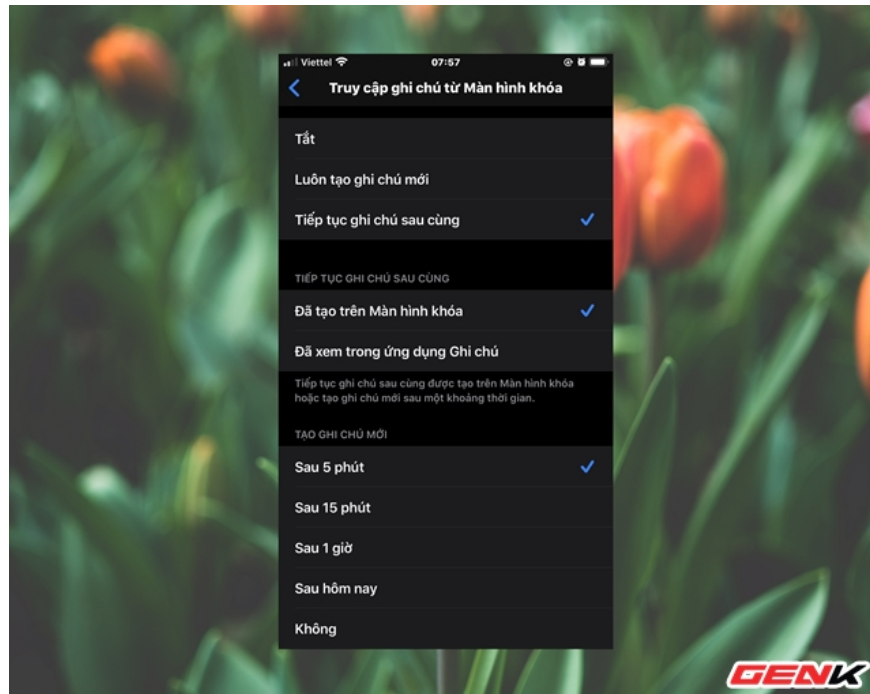 Viettel 07:57
Truy cập ghi chú từ Màn hình khóa
Tắt
Luôn tạo ghi chú mới
Tiếp tục ghi chú sau cùng
TIẾP TỤC GHI CHÚ SAU CÙNG
Đã tạo trên Màn hình khóa
Đã xem trong ứng dụng Ghi chú
Tiếp tục ghi chú sau cùng được tạo trên Màn hình khóa
hoặc tạo ghi chú mới sau một khoảng thời gian.
TẠO GHI CHÚ MỚI
Sau 5 phút
Sau 15 phút
Sau 1 giờ
Sau hôm nay
Không
GENK